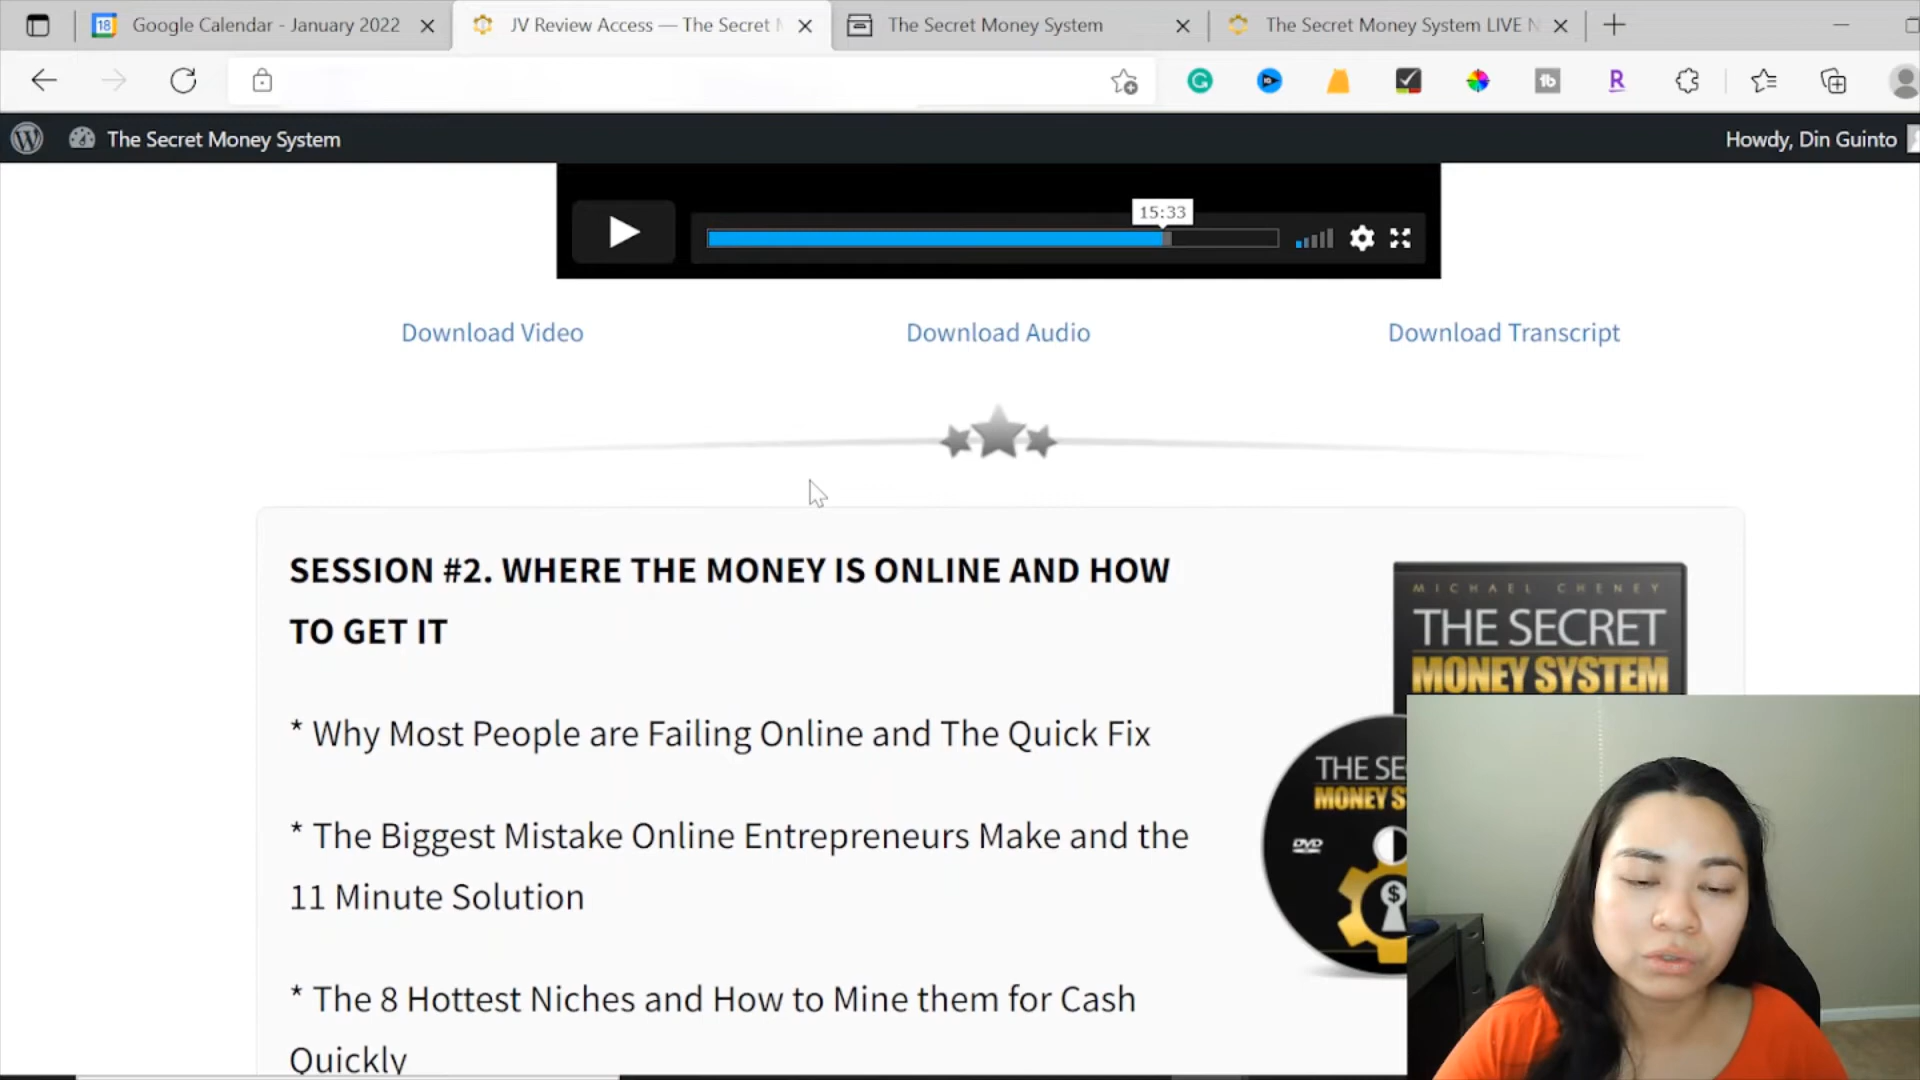 18 Google Calendar - January 2022
JV Review Access — The Secret
The Secret Money System
The Secret Money System LIVE
The Secret Money System
Howdy, Din Guinto
15:33
Download Video
Download Audio
Download Transcript
SESSION #2. WHERE THE MONEY IS ONLINE AND HOW
TO GET IT
* Why Most People are Failing Online and The Quick Fix
* The Biggest Mistake Online Entrepreneurs Make and the
11 Minute Solution
* The 8 Hottest Niches and How to Mine them for Cash
Quickly
MICHAEL CHENEY
THE SECRET
MONEY SYSTEM
THE SE
MONEY S
DVD
$